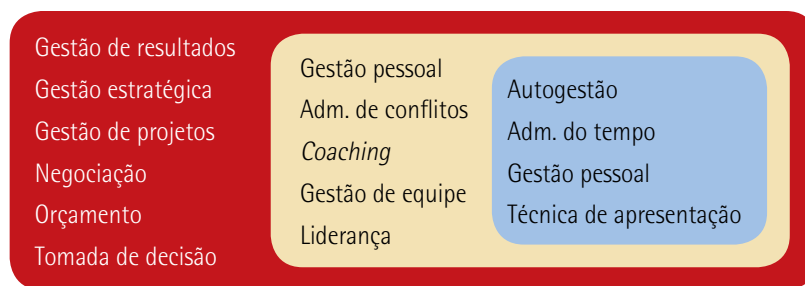 Gestão de resultados
Gestão estratégica
Gestão de projetos
Negociação
Orçamento
Tomada de decisão
Gestão pessoal
Adm. de conflitos
Coaching
Gestão de equipe
Liderança
Autogestão
Adm. do tempo
Gestão pessoal
Técnica de apresentação